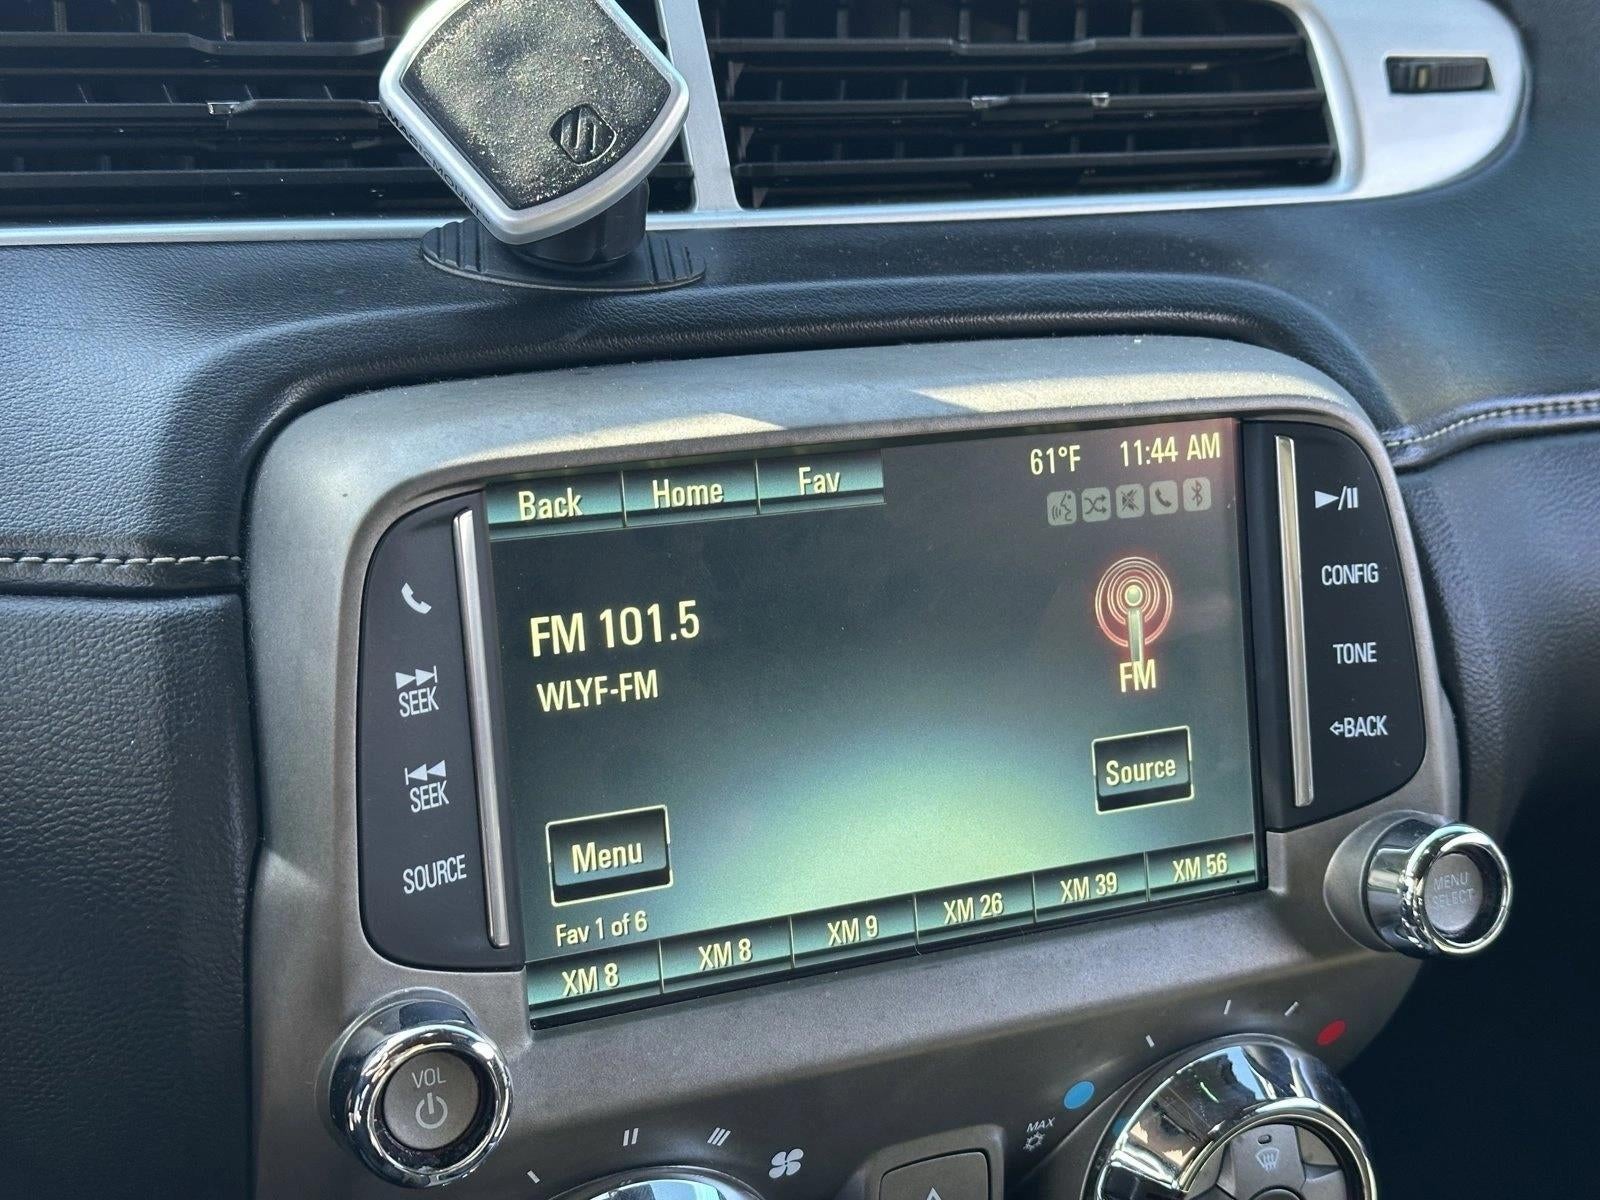 MAGICMOUNT
Back Home Fav 61°F 11:44 AM
FM 101.5
WLYF-FM
FM
Source
Menu
Fav 1 of 6
XM 8 XM 8 XM 9 XM 26 XM 39 XM 56
SEEK
SEEK
SOURCE
CONFIG
TONE
BACK
MENU
SELECT
VOL
MAX